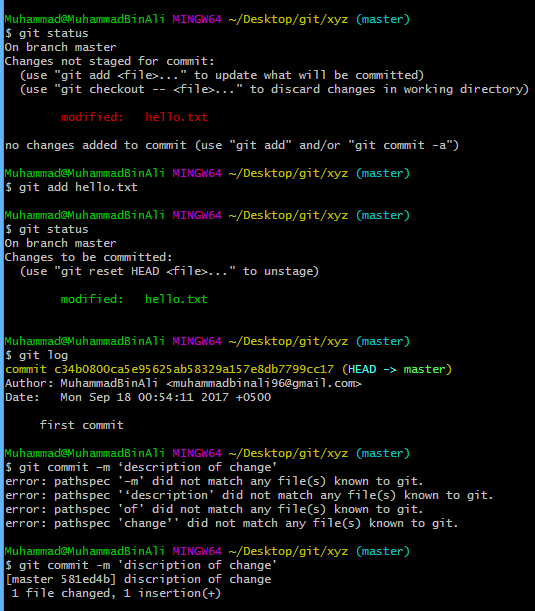 Muhammad@MuhammadBinAli MINGW64 ~/Desktop/git/xyz (master)
$ git status
On branch master
Changes not staged for commit:
  (use "git add <file>..." to update what will be committed)
  (use "git checkout -- <file>..." to discard changes in working directory)
        modified:   hello.txt
no changes added to commit (use "git add" and/or "git commit -a")
Muhammad@MuhammadBinAli MINGW64 ~/Desktop/git/xyz (master)
$ git add hello.txt
Muhammad@MuhammadBinAli MINGW64 ~/Desktop/git/xyz (master)
$ git status
On branch master
Changes to be committed:
  (use "git reset HEAD <file>..." to unstage)
        modified:   hello.txt
Muhammad@MuhammadBinAli MINGW64 ~/Desktop/git/xyz (master)
$ git log
commit c34b0800ca5e95625ab58329a157e8db7799cc17 (HEAD -> master)
Author: MuhammadBinAli <muhammadbinali96@gmail.com>
Date:   Mon Sep 18 00:54:11 2017 +0500
    first commit
Muhammad@MuhammadBinAli MINGW64 ~/Desktop/git/xyz (master)
$ git commit -m ‘description of change’
error: pathspec '-m' did not match any file(s) known to git.
error: pathspec '‘description' did not match any file(s) known to git.
error: pathspec 'of' did not match any file(s) known to git.
error: pathspec 'change’' did not match any file(s) known to git.
Muhammad@MuhammadBinAli MINGW64 ~/Desktop/git/xyz (master)
$ git commit -m 'discription of change'
[master 581ed4b] discription of change
 1 file changed, 1 insertion(+)